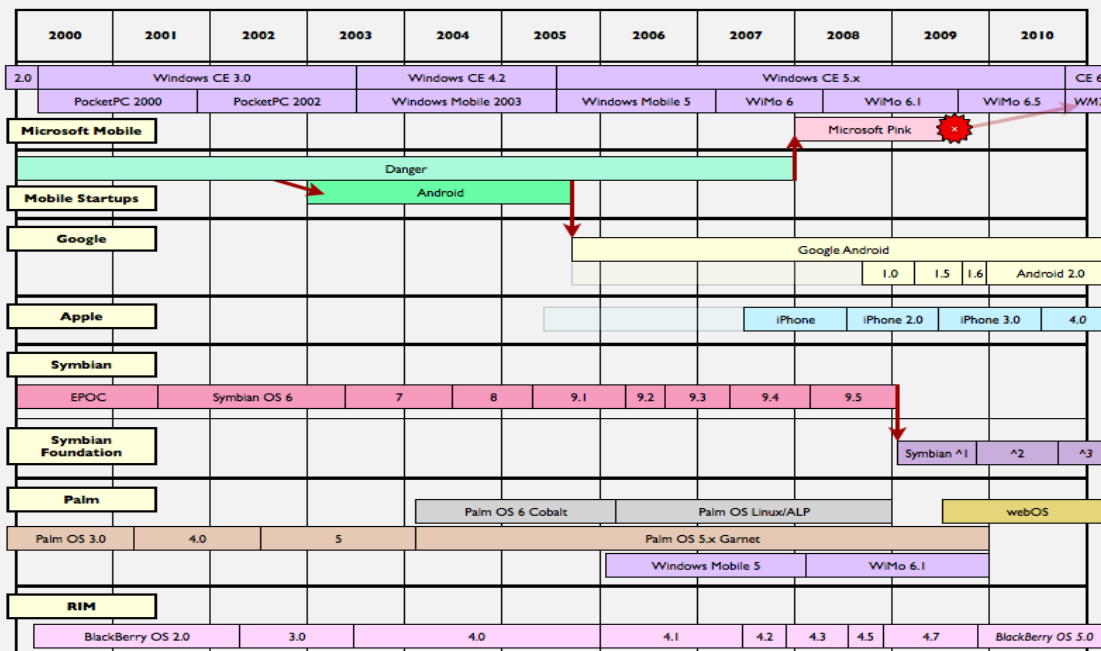 2000 2001 2002 2003 2004 2005 2006 2007 2008 2009 2010
2.0 Windows CE 3.0 Windows CE 4.2 Windows CE 5.x CE 6
PocketPC 2000 PocketPC 2002 Windows Mobile 2003 Windows Mobile 5 WiMo 6 WiMo 6.1 WiMo 6.5 WM7
Microsoft Mobile Microsoft Pink x
Danger
Mobile Startups Android
Google Google Android
1.0 1.5 1.6 Android 2.0
Apple iPhone iPhone 2.0 iPhone 3.0 4.0
Symbian
EPOC Symbian OS 6 7 8 9.1 9.2 9.3 9.4 9.5
Symbian
Foundation Symbian ^1 ^2 ^3
Palm Palm OS 6 Cobalt Palm OS Linux/ALP webOS
Palm OS 3.0 4.0 5 Palm OS 5.x Garnet
Windows Mobile 5 WiMo 6.1
RIM
BlackBerry OS 2.0 3.0 4.0 4.1 4.2 4.3 4.5 4.7 BlackBerry OS 5.0